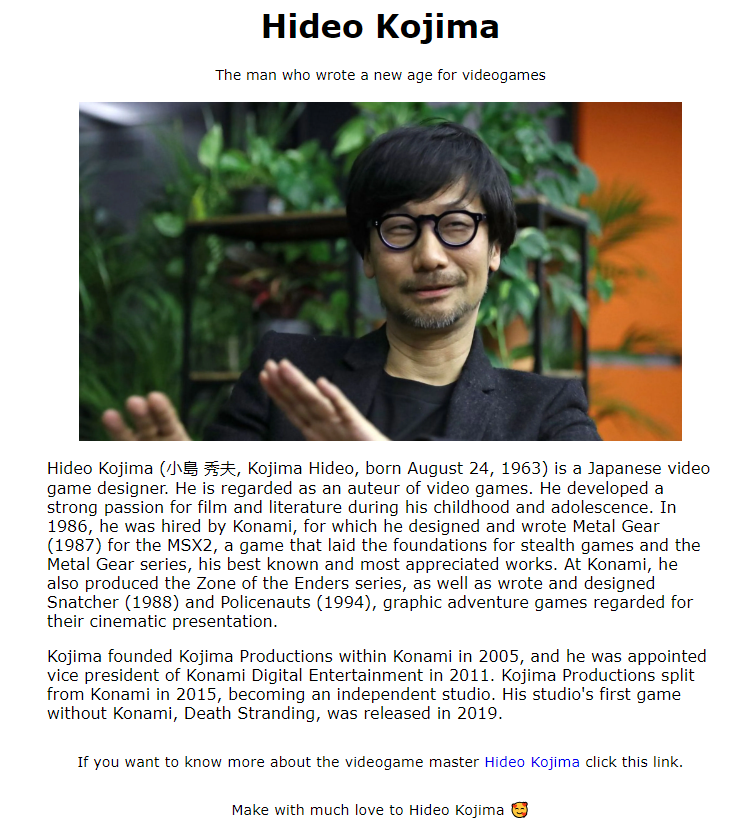 Hideo Kojima
The man who wrote a new age for videogames
Hideo Kojima (小島 秀夫, Kojima Hideo, born August 24, 1963) is a Japanese video
game designer. He is regarded as an auteur of video games. He developed a
strong passion for film and literature during his childhood and adolescence. In
1986, he was hired by Konami, for which he designed and wrote Metal Gear
(1987) for the MSX2, a game that laid the foundations for stealth games and the
Metal Gear series, his best known and most appreciated works. At Konami, he
also produced the Zone of the Enders series, as well as wrote and designed
Snatcher (1988) and Policenauts (1994), graphic adventure games regarded for
their cinematic presentation.
Kojima founded Kojima Productions within Konami in 2005, and he was appointed
vice president of Konami Digital Entertainment in 2011. Kojima Productions split
from Konami in 2015, becoming an independent studio. His studio's first game
without Konami, Death Stranding, was released in 2019.
If you want to know more about the videogame master Hideo Kojima click this link.
Make with much love to Hideo Kojima 🥰